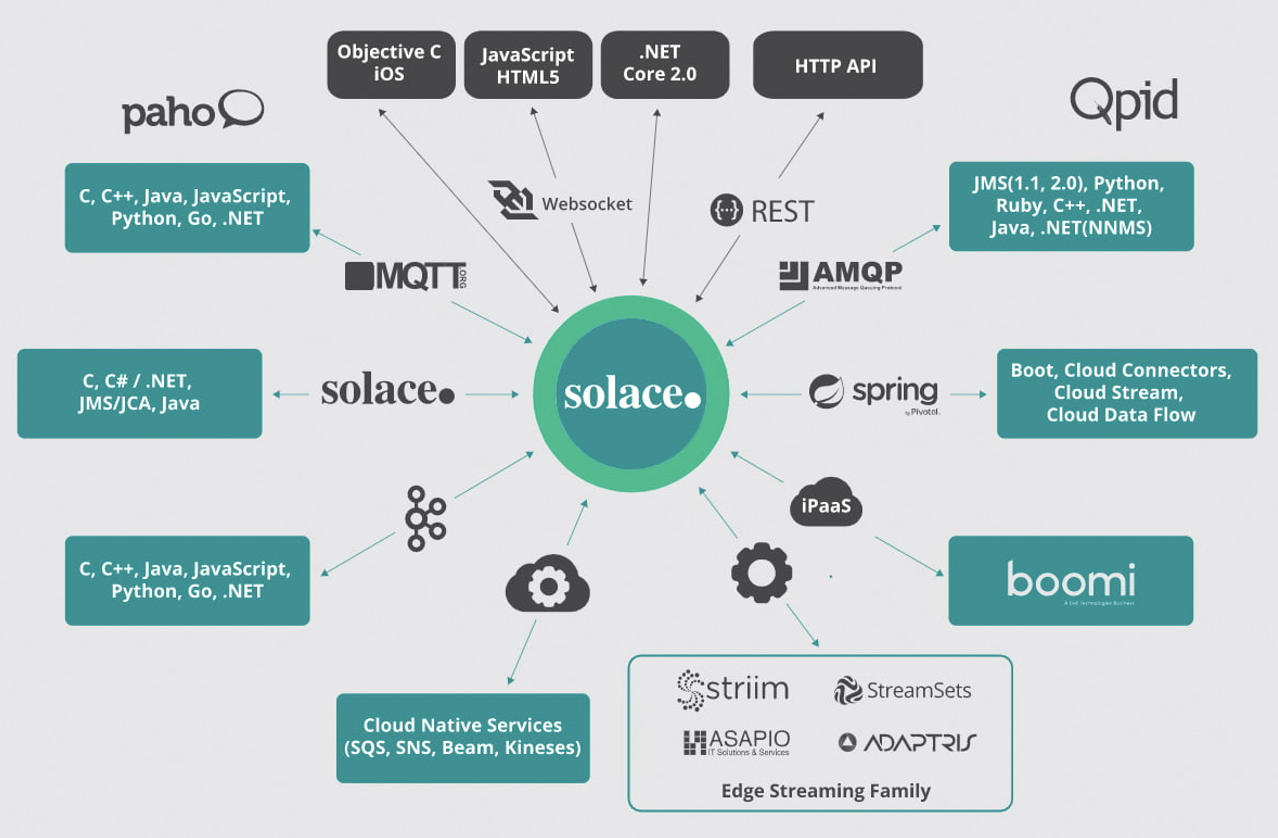 Objective C
iOS
JavaScript
HTML5
.NET
Core 2.0
HTTP API
paho
Qpid
C, C++, Java, JavaScript,
Python, Go, .NET
JMS(1.1, 2.0), Python,
Ruby, C++, .NET,
Java, .NET(NNMS)
Websocket
REST
MQTT
.ORG
AMQP
Advanced Message Queuing Protocol
C, C# / .NET,
JMS/JCA, Java
solace.
solace.
spring
by Pivotal.
Boot, Cloud Connectors,
Cloud Stream,
Cloud Data Flow
iPaaS
C, C++, Java, JavaScript,
Python, Go, .NET
boomi
A Dell Technologies Business
Cloud Native Services
(SQS, SNS, Beam, Kineses)
striim
StreamSets
ASAPIO
IT Solutions & Services
ADAPTRIS
Edge Streaming Family